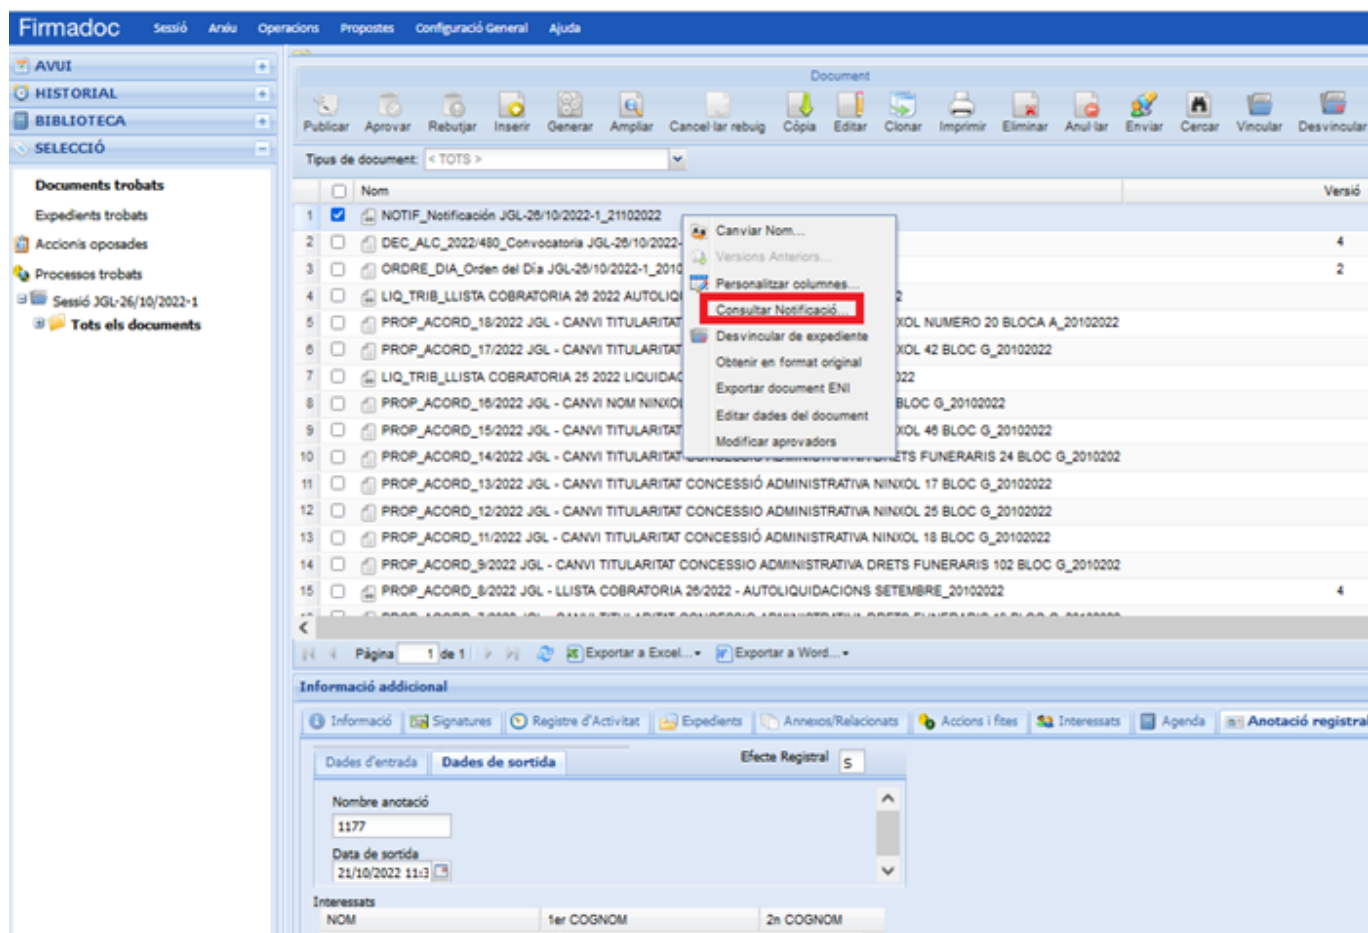 Firmadoc Sessió Arxiu Operacions Propostes Configuració General Ajuda
AVUI
HISTORIAL
BIBLIOTECA
SELECCIÓ
Documents trobats
Expedients trobats
Accionis oposades
Processos trobats
Sessió JGL-26/10/2022-1
Tots els documents
Document
Publicar Aprovar Rebutjar Inserir Generar Ampliar Cancel·lar rebuig Còpia Editar Clonar Imprimir Eliminar Anul·lar Enviar Cercar Vincular Desvincular
Tipus de document: < TOTS >
Nom Versió
1 NOTIF_Notificación JGL-26/10/2022-1_21102022
2 DEC_ALC_2022/480_Convocatoria JGL-26/10/2022- 4
3 ORDRE_DIA_Orden del Día JGL-26/10/2022-1_2010 2
4 LIQ_TRIB_LLISTA COBRATORIA 26 2022 AUTOLIQ 2
5 PROP_ACORD_18/2022 JGL - CANVI TITULARITAT XOL NUMERO 20 BLOCA A_20102022
6 PROP_ACORD_17/2022 JGL - CANVI TITULARITAT XOL 42 BLOC G_20102022
7 LIQ_TRIB_LLISTA COBRATORIA 25 2022 LIQUIDAC 022
8 PROP_ACORD_16/2022 JGL - CANVI NOM NINXOL BLOC G_20102022
9 PROP_ACORD_15/2022 JGL - CANVI TITULARITAT XOL 46 BLOC G_20102022
10 PROP_ACORD_14/2022 JGL - CANVI TITULARITAT CONCESSIO ADMINISTRATIVA DRETS FUNERARIS 24 BLOC G_2010202
11 PROP_ACORD_13/2022 JGL - CANVI TITULARITAT CONCESSIÓ ADMINISTRATIVA NINXOL 17 BLOC G_20102022
12 PROP_ACORD_12/2022 JGL - CANVI TITULARITAT CONCESSIO ADMINISTRATIVA NINXOL 25 BLOC G_20102022
13 PROP_ACORD_11/2022 JGL - CANVI TITULARITAT CONCESSIÓ ADMINISTRATIVA NINXOL 18 BLOC G_20102022
14 PROP_ACORD_9/2022 JGL - CANVI TITULARITAT CONCESSIO ADMINISTRATIVA DRETS FUNERARIS 102 BLOC G_2010202
15 PROP_ACORD_8/2022 JGL - LLISTA COBRATORIA 26/2022 - AUTOLIQUIDACIONS SETEMBRE_20102022 4
Canviar Nom...
Versions Anteriors...
Personalitzar columnes...
Consultar Notificació...
Desvincular de expediente
Obtenir en format original
Exportar document ENI
Editar dades del document
Modificar aprovadors
Pàgina 1 de 1 Exportar a Excel... Exportar a Word...
Informació addicional
Informació Signatures Registre d'Activitat Expedients Annexos/Relacionats Accions i fites Interessats Agenda Anotació registral
Dades d'entrada Dades de sortida Efecte Registral S
Nombre anotació
1177
Data de sortida
21/10/2022 11:3
Interessats
NOM 1er COGNOM 2n COGNOM